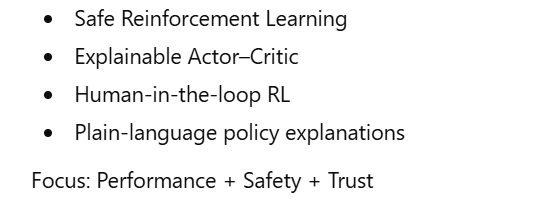 • Safe Reinforcement Learning
• Explainable Actor–Critic
• Human-in-the-loop RL
• Plain-language policy explanations
Focus: Performance + Safety + Trust